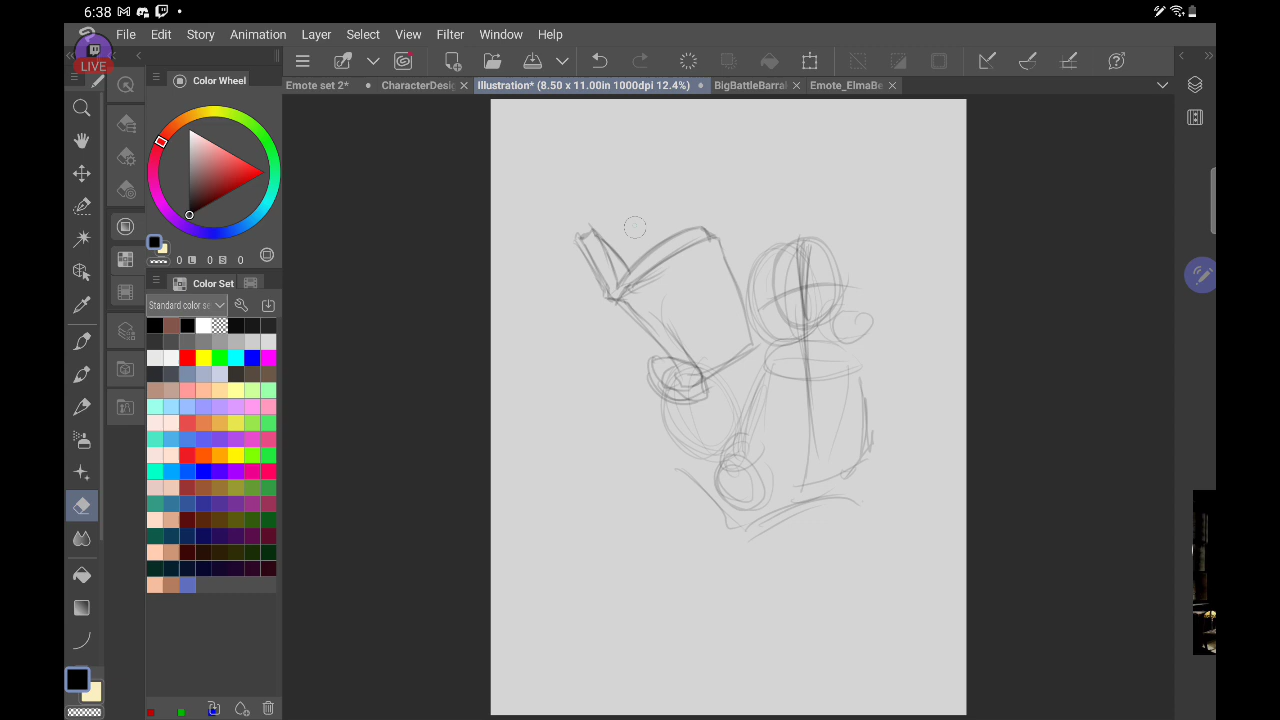 6:38
File Edit Story Animation Layer Select View Filter Window Help
LIVE
Color Wheel
Emote set 2* CharacterDesig Illustration* (8.50 x 11.00in 1000dpi 12.4%) BigBattleBarral Emote_ElmaBe
0 L 0 S 0
Color Set
Standard color se